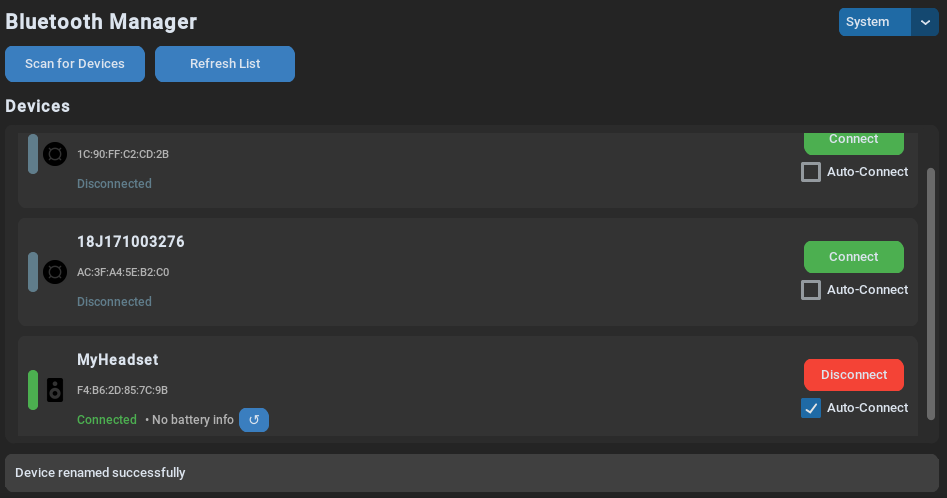 Bluetooth Manager
System
Scan for Devices
Refresh List
Devices
Connect
1C:90:FF:C2:CD:2B
Auto-Connect
Disconnected
18J171003276
Connect
AC:3F:A4:5E:B2:C0
Auto-Connect
Disconnected
MyHeadset
Disconnect
F4:B6:2D:85:7C:9B
Auto-Connect
Connected • No battery info ↺
Device renamed successfully